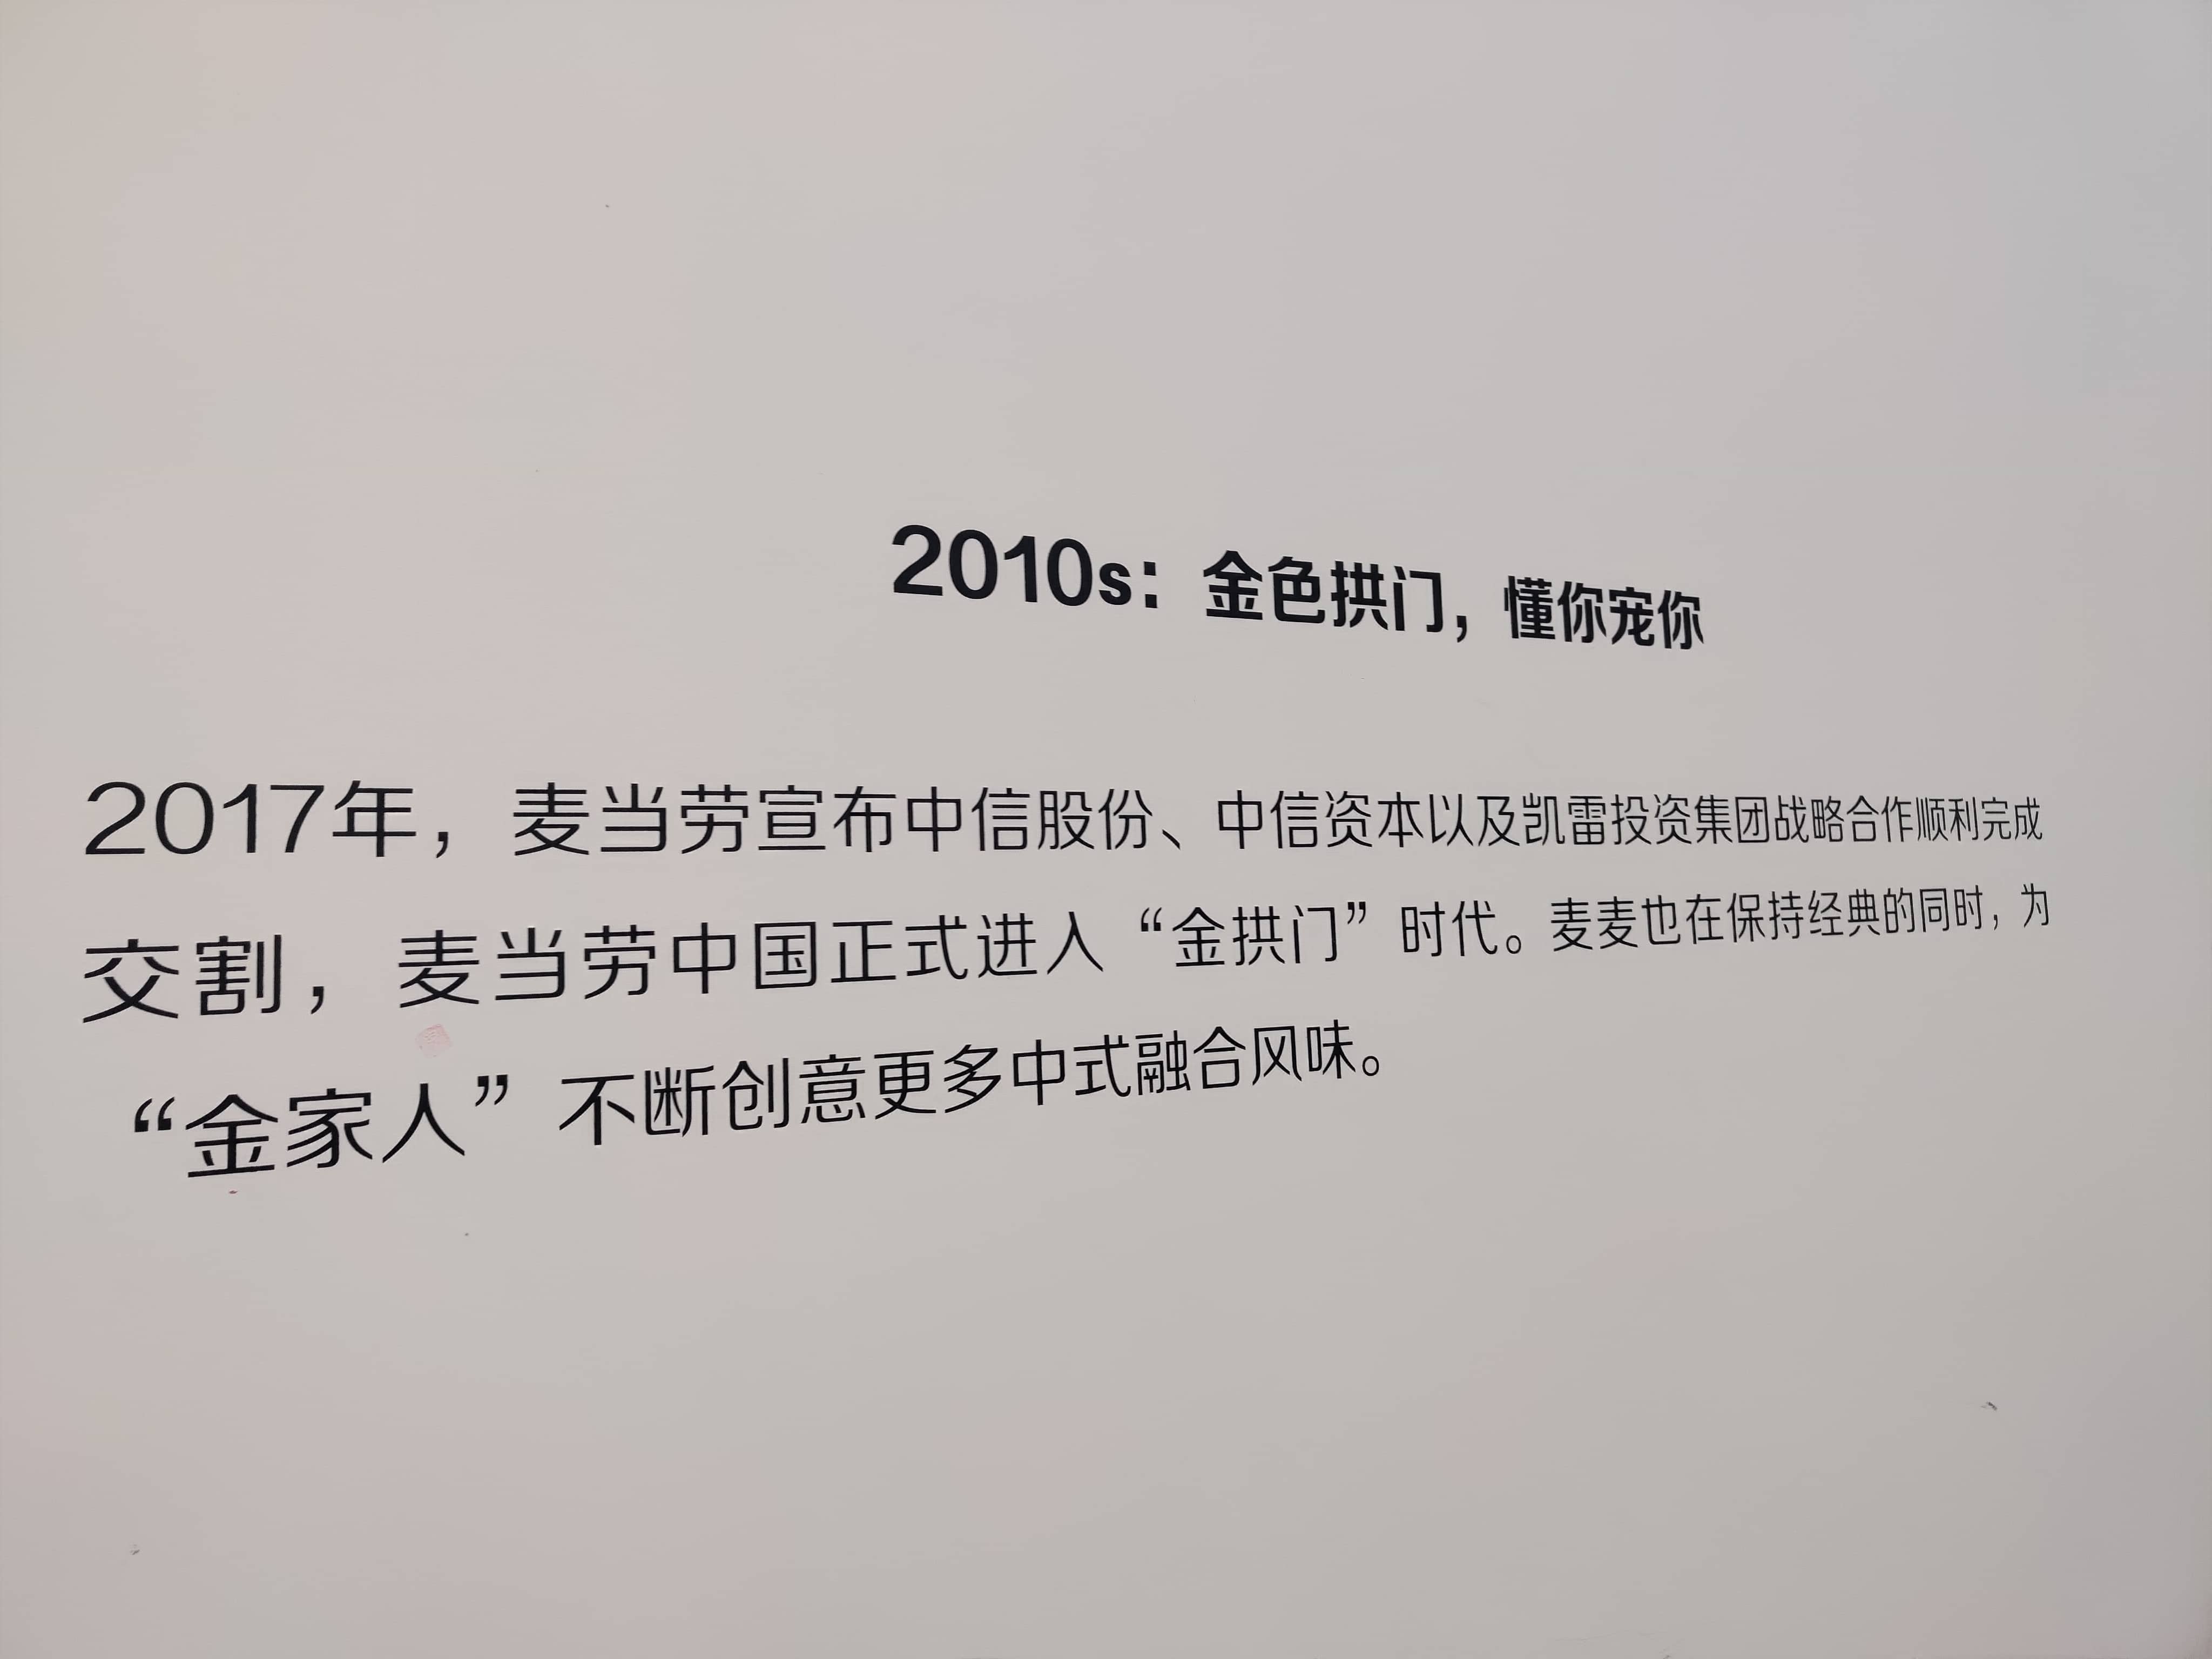 2010s：金色拱门，懂你宠你
2017年，麦当劳宣布中信股份、中信资本以及凯雷投资集团战略合作顺利完成
交割，麦当劳中国正式进入“金拱门”时代。麦麦也在保持经典的同时，为
“金家人”不断创意更多中式融合风味。